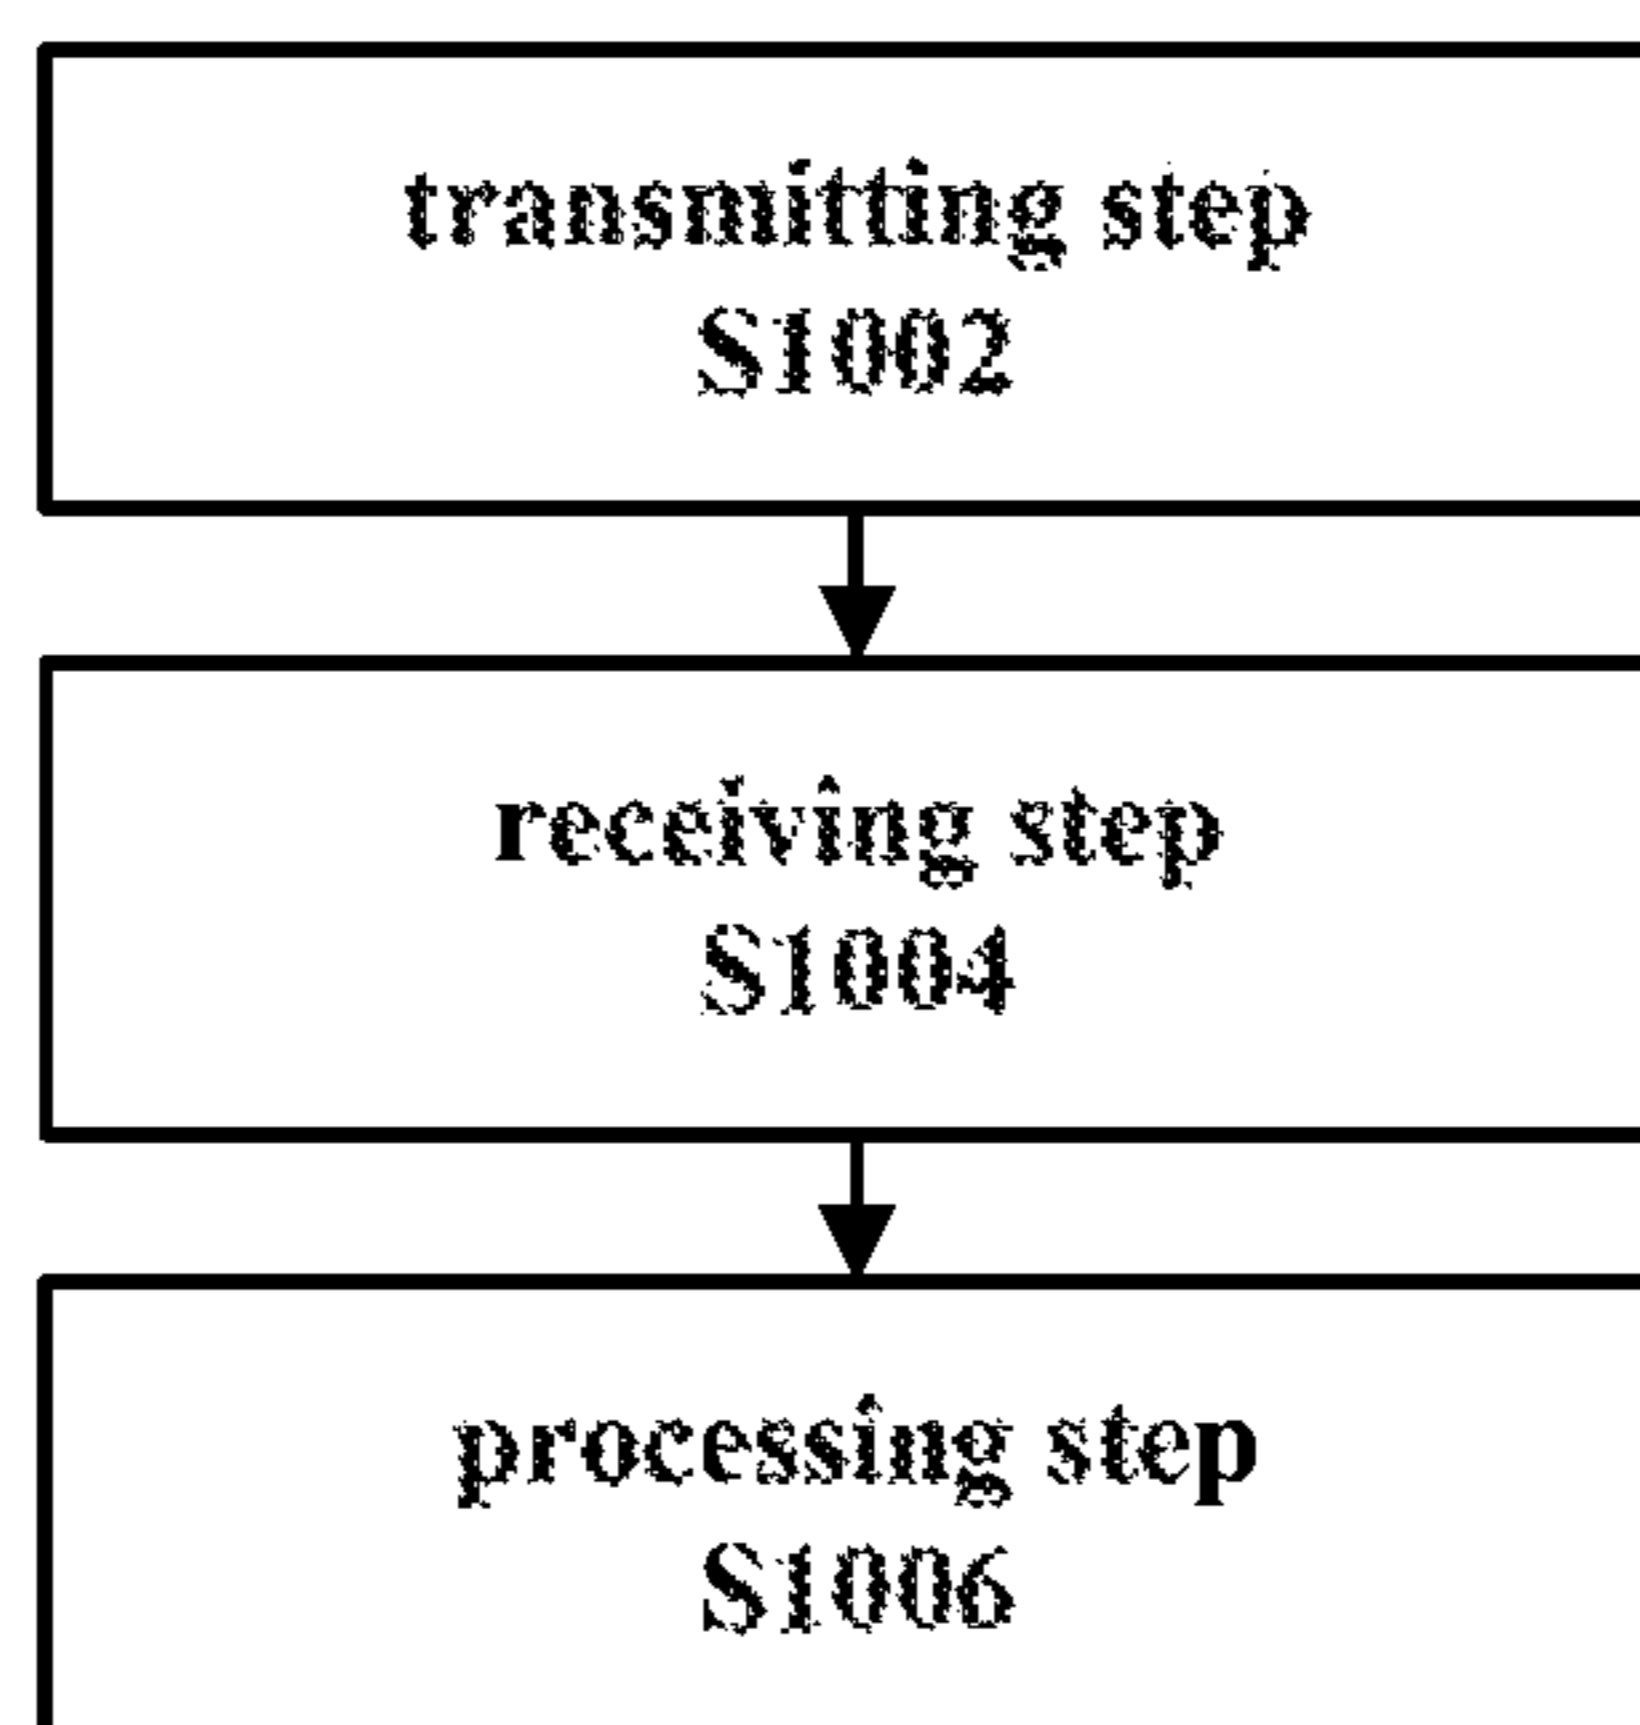 transmitting step
S1002
receiving step
S1004
processing step
S1006